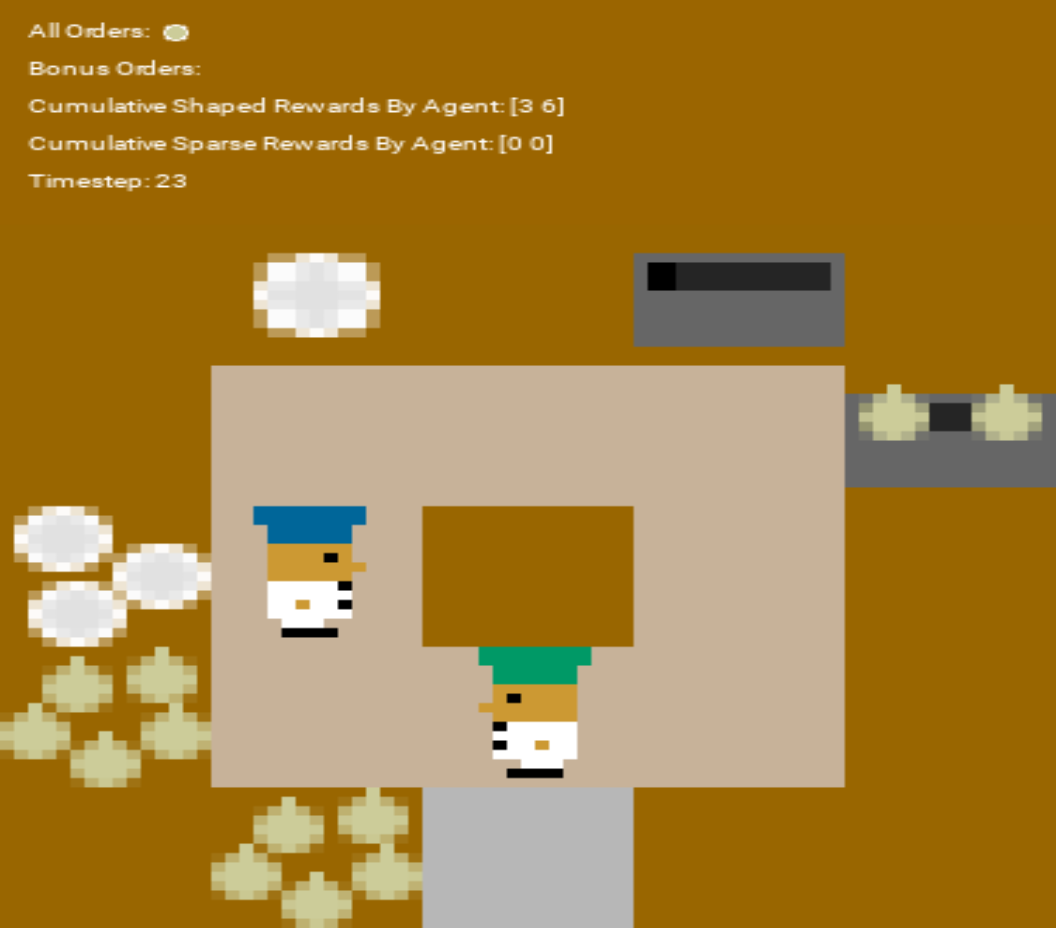 All Orders:
Bonus Orders:
Cumulative Shaped Rewards By Agent: [3 6]
Cumulative Sparse Rewards By Agent: [0 0]
Timestep: 23